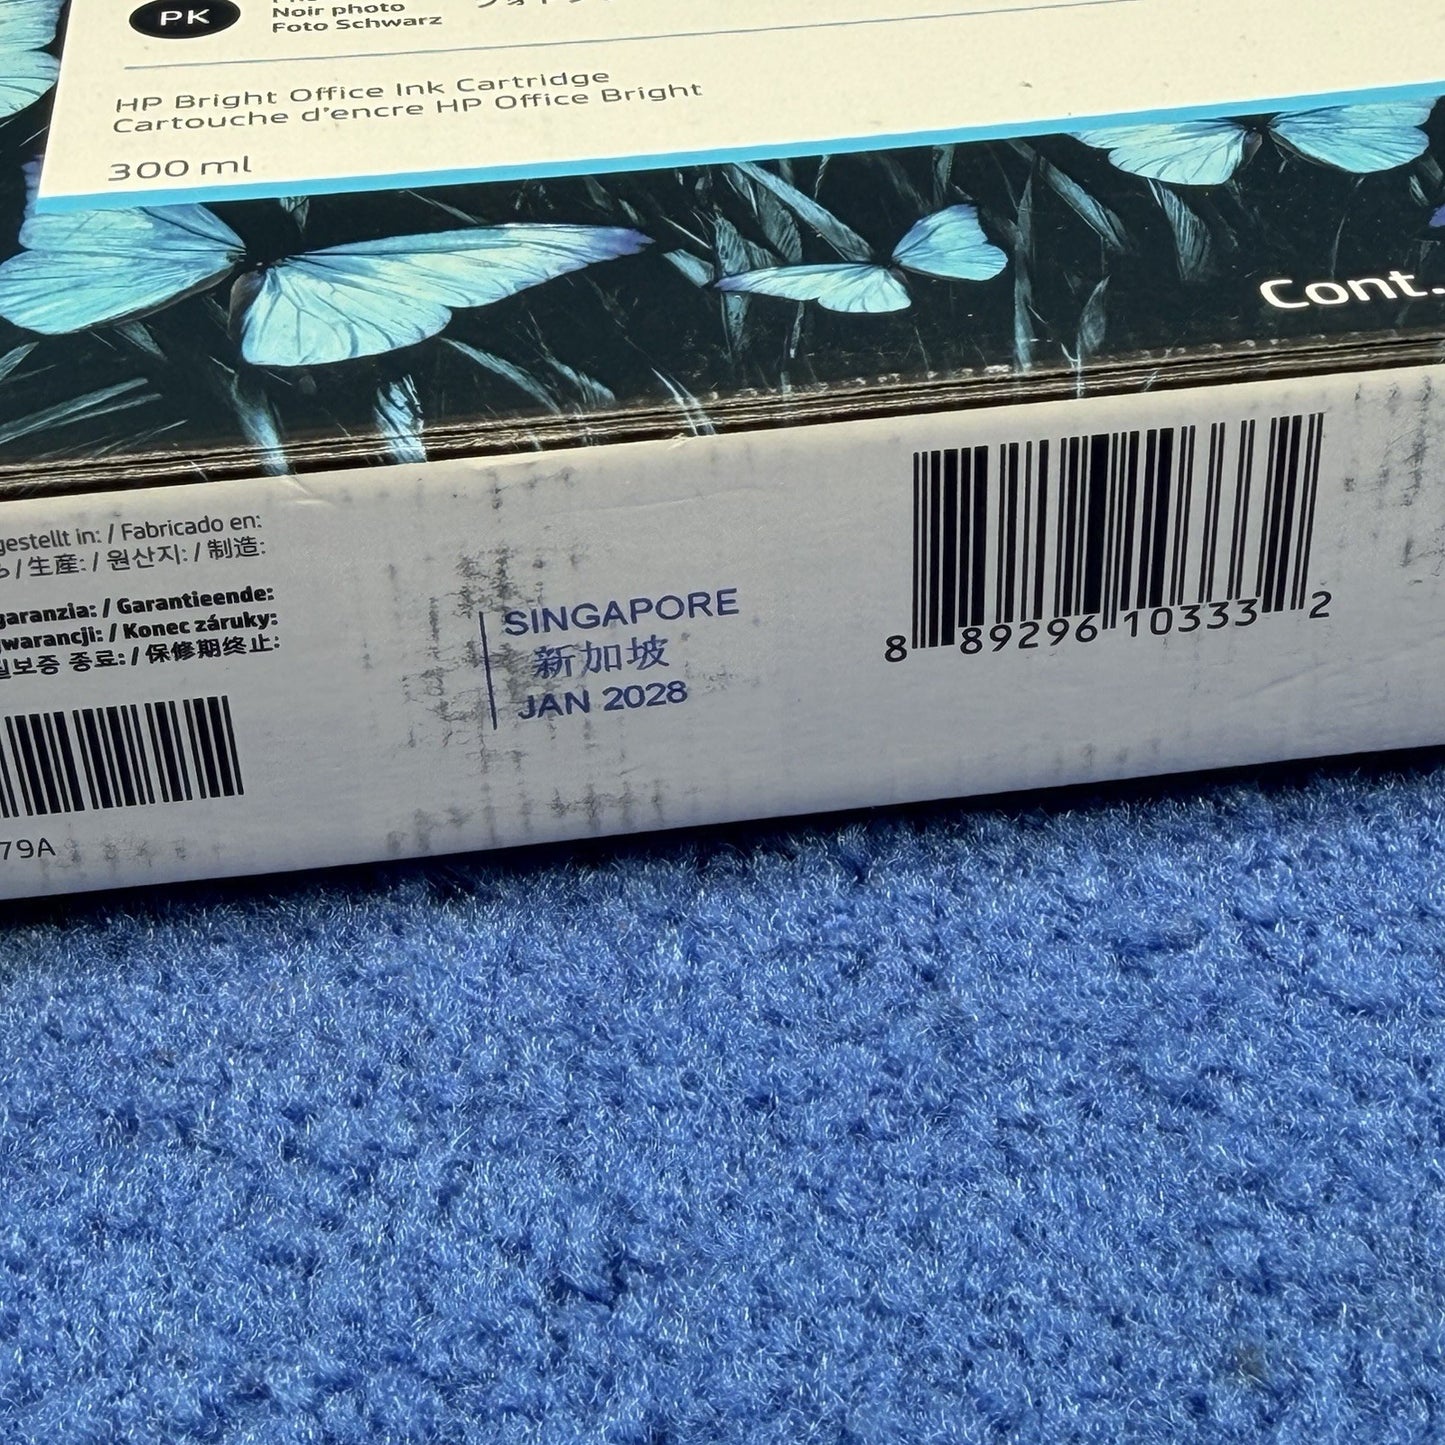 PK
Noir photo
Foto Schwarz
HP Bright Office Ink Cartridge
Cartouche d'encre HP Office Bright
300 ml
Cont.
gestellt in: / Fabricado en:
/ 生産: / 원산지: / 制造:
garanzia: / Garantieende:
gwarancji: / Konec záruky:
질보증 종료: / 保修期终止:
79A
SINGAPORE
新加坡
JAN 2028
8 89296 10333 2